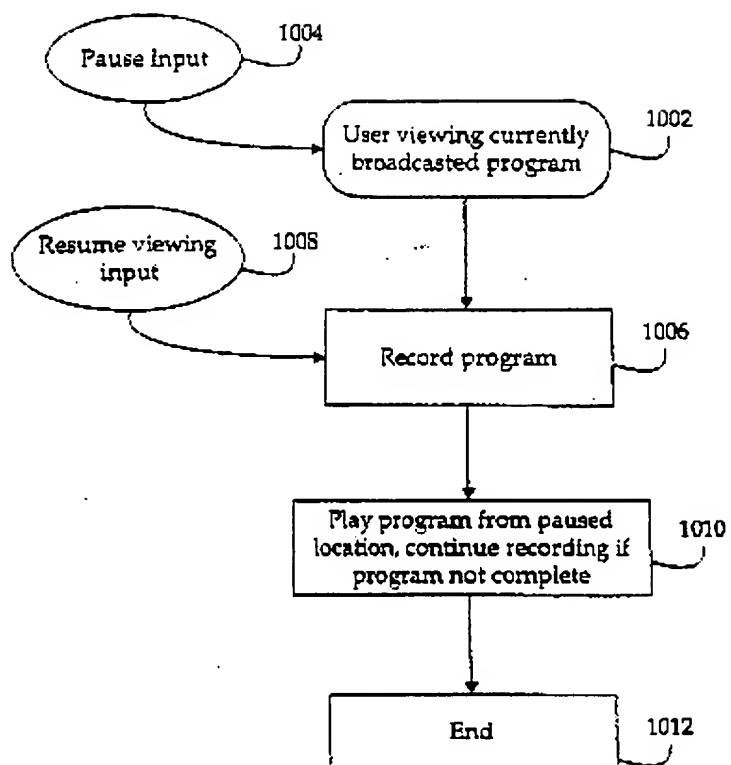 1004
Pause Input
1002
User viewing currently
broadcasted program
1008
Resume viewing
input
1006
Record program
Play program from paused
location, continue recording if
program not complete
1010
End
1012